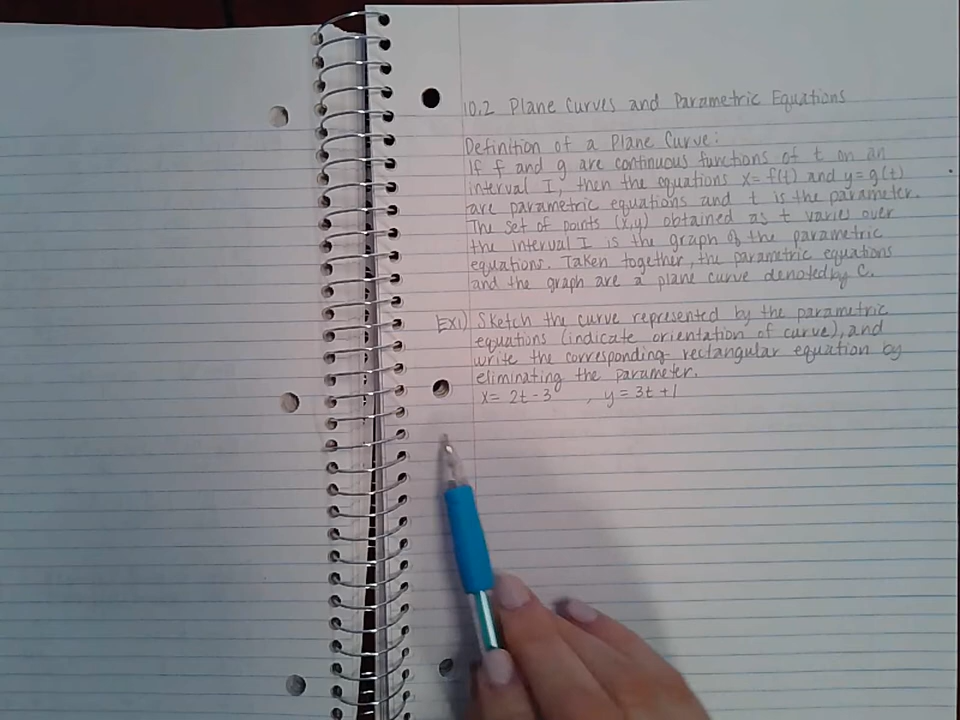 10.2 Plane Curves and Parametric Equations
Definition of a Plane Curve:
If f and g are continuous functions of t on an
interval I, then the equations x=f(t) and y=g(t)
are parametric equations and t is the parameter.
The set of points (x,y) obtained as t varies over
the interval I is the graph of the parametric
equations. Taken together, the parametric equations
and the graph are a plane curve denoted by C.
EX1) Sketch the curve represented by the parametric
equations (indicate orientation of curve), and
write the corresponding rectangular equation by
eliminating the parameter.
x= 2t-3 , y=3t+1